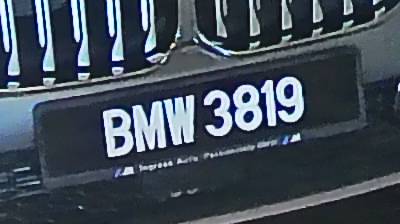 BMW 3819
Ingress Auto